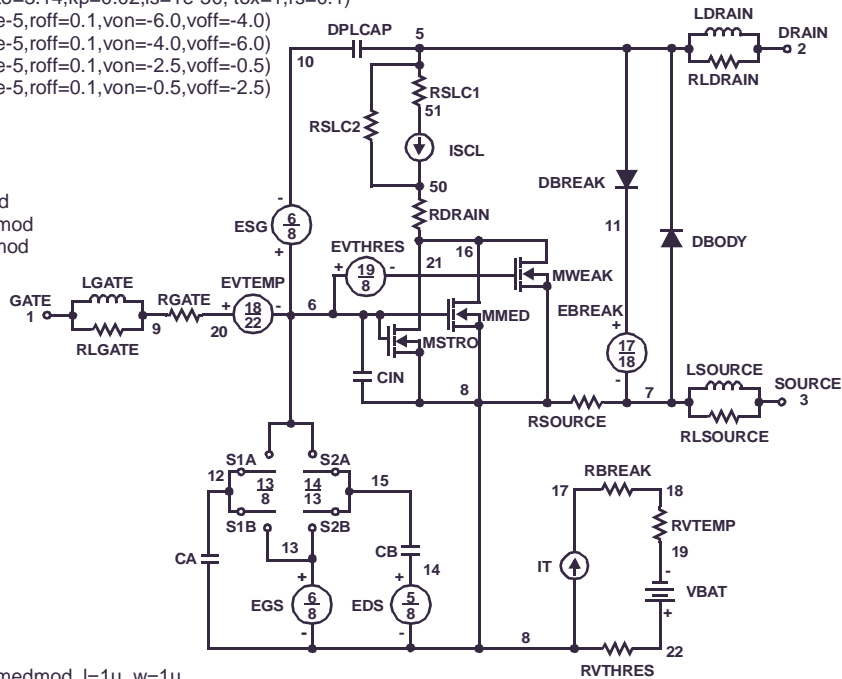 e-5,roff=0.1,von=-6.0,voff=-4.0)
e-5,roff=0.1,von=-4.0,voff=-6.0)
e-5,roff=0.1,von=-2.5,voff=-0.5)
e-5,roff=0.1,von=-0.5,voff=-2.5)
DPLCAP
5
10
LDRAIN
DRAIN
2
RLDRAIN
RSLC1
51
RSLC2
ISCL
50
DBREAK
RDRAIN
d
mod
mod
-
ESG
6
8
+
11
DBODY
EVTHRES
+ 19 -
8
21
16
MWEAK
LGATE
GATE
1
RLGATE
9
RGATE
EVTEMP
+ 18 -
22
20
6
MMED
MSTRO
CIN
EBREAK
+
17
18
-
LSOURCE
SOURCE
3
RLSOURCE
8
7
RSOURCE
12
S1A
S2A
13
8
14
13
15
S1B
S2B
13
CA
CB
14
+
EGS
6
8
-
+
EDS
5
8
-
RBREAK
17
18
RVTEMP
19
IT
-
VBAT
+
8
22
RVTHRES
medmod l=1u w=1u